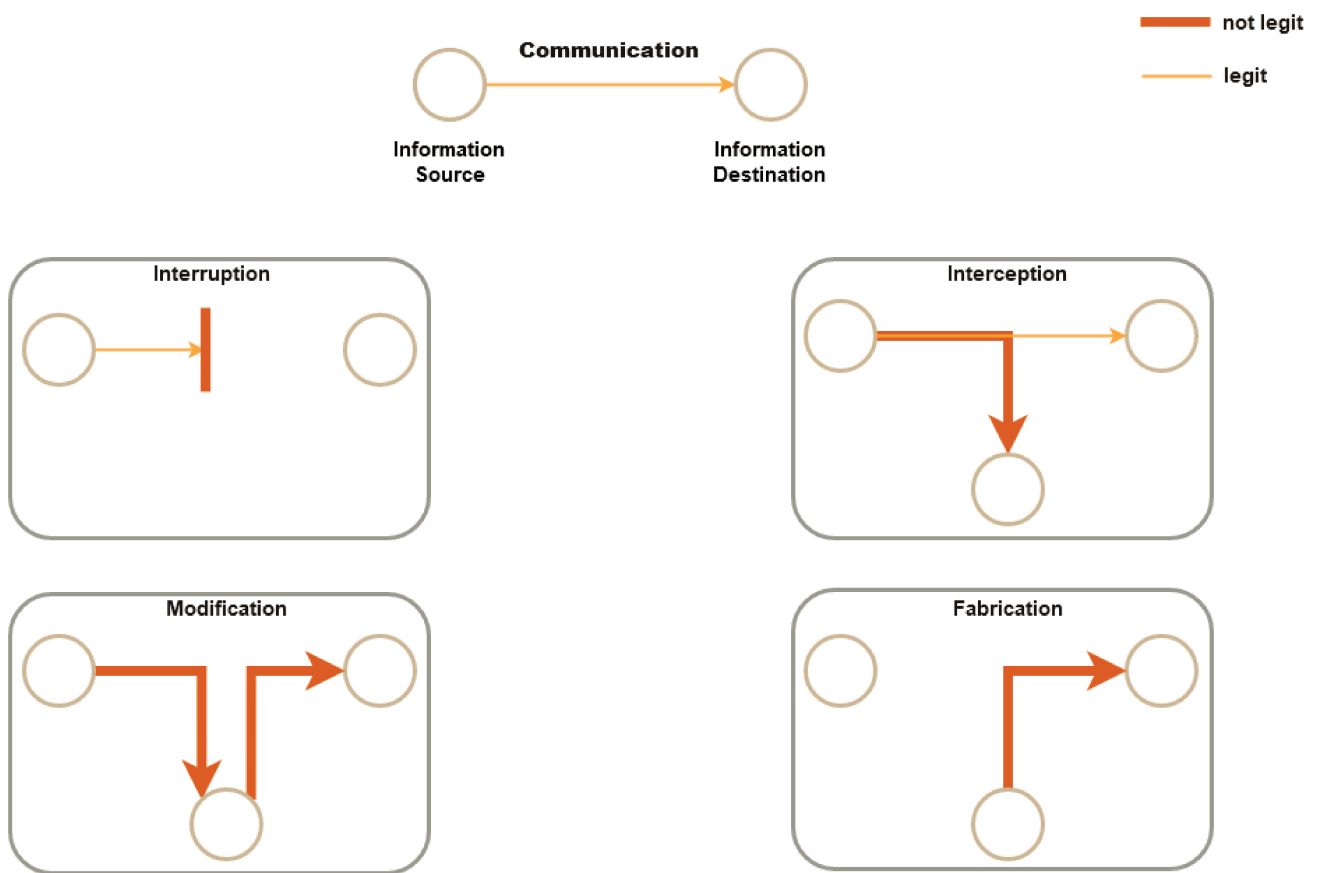 not legit
Communication
legit
Information
Source
Information
Destination
Interruption
Interception
Modification
Fabrication